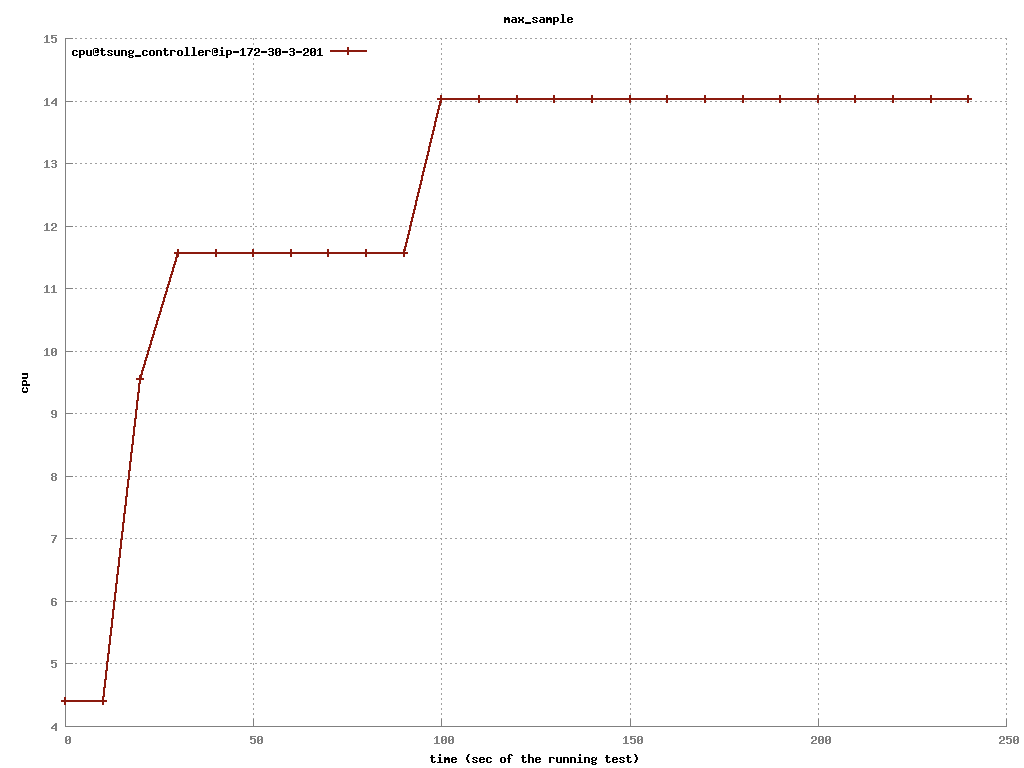 max_sample
15
cpu@tsung_controller@ip-172-30-3-201
14
13
12
11
10
cpu
9
8
7
6
5
4
0 50 100 150 200 250
time (sec of the running test)